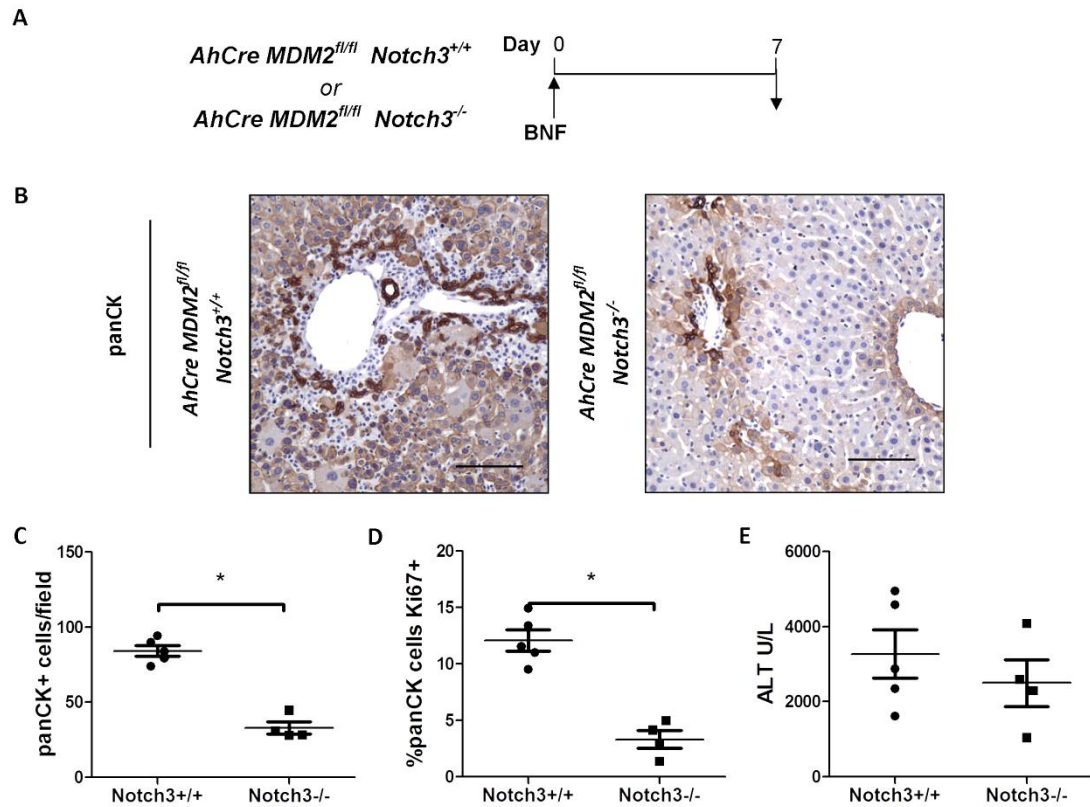 A
AhCre MDM2fl/fl Notch3+/+
or
AhCre MDM2fl/fl Notch3-/-
Day 0 7
BNF
B
panCK
AhCre MDM2fl/fl
Notch3+/+
AhCre MDM2fl/fl
Notch3-/-
C
panCK+ cells/field
150
100
50
0
*
Notch3+/+ Notch3-/-
D
%panCK cells Ki67+
20
15
10
5
0
*
Notch3+/+ Notch3-/-
E
ALT U/L
6000
4000
2000
0
Notch3+/+ Notch3-/-